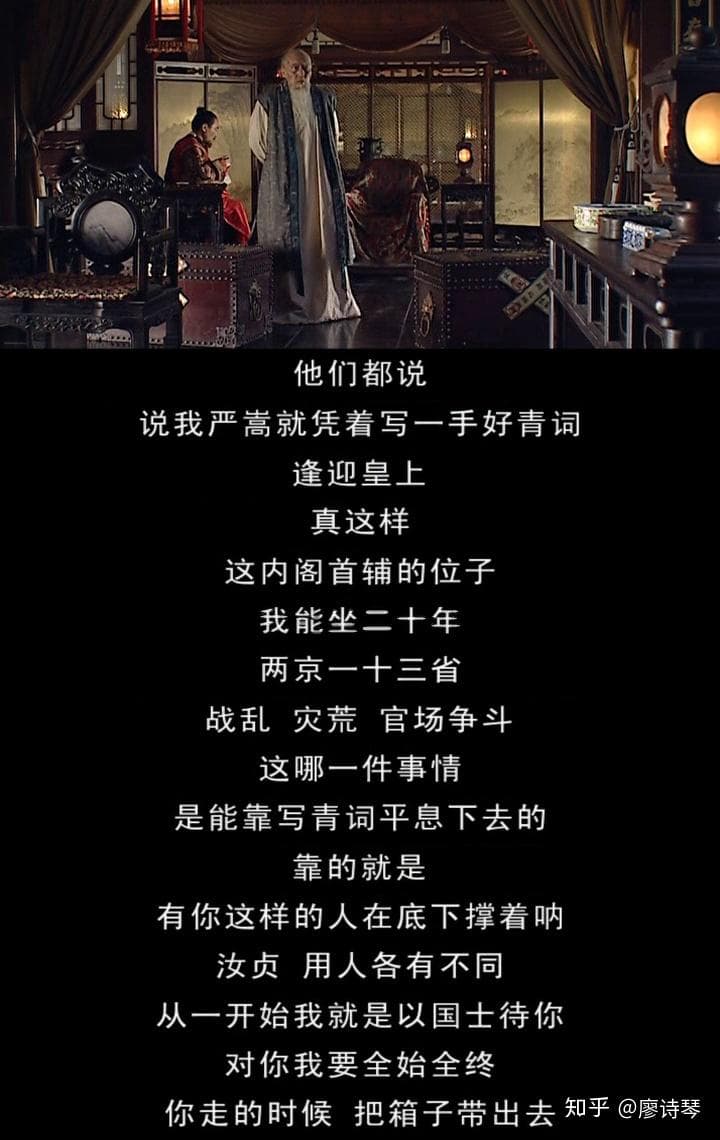 他们都说
说我严嵩就凭着写一手好青词
逢迎皇上
真这样
这内阁首辅的位子
我能坐二十年
两京一十三省
战乱 灾荒 官场争斗
这哪一件事情
是能靠写青词平息下去的
靠的就是
有你这样的人在底下撑着呐
汝贞 用人各有不同
从一开始我就是以国士待你
对你我要全始全终
你走的时候 把箱子带出去
知乎 @廖诗琴